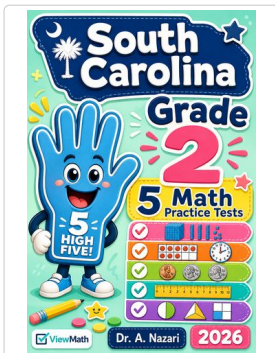 South
Carolina
Grade
2
5 Math
Practice Tests
5
HIGH
FIVE!
ViewMath
Dr. A. Nazari
2026